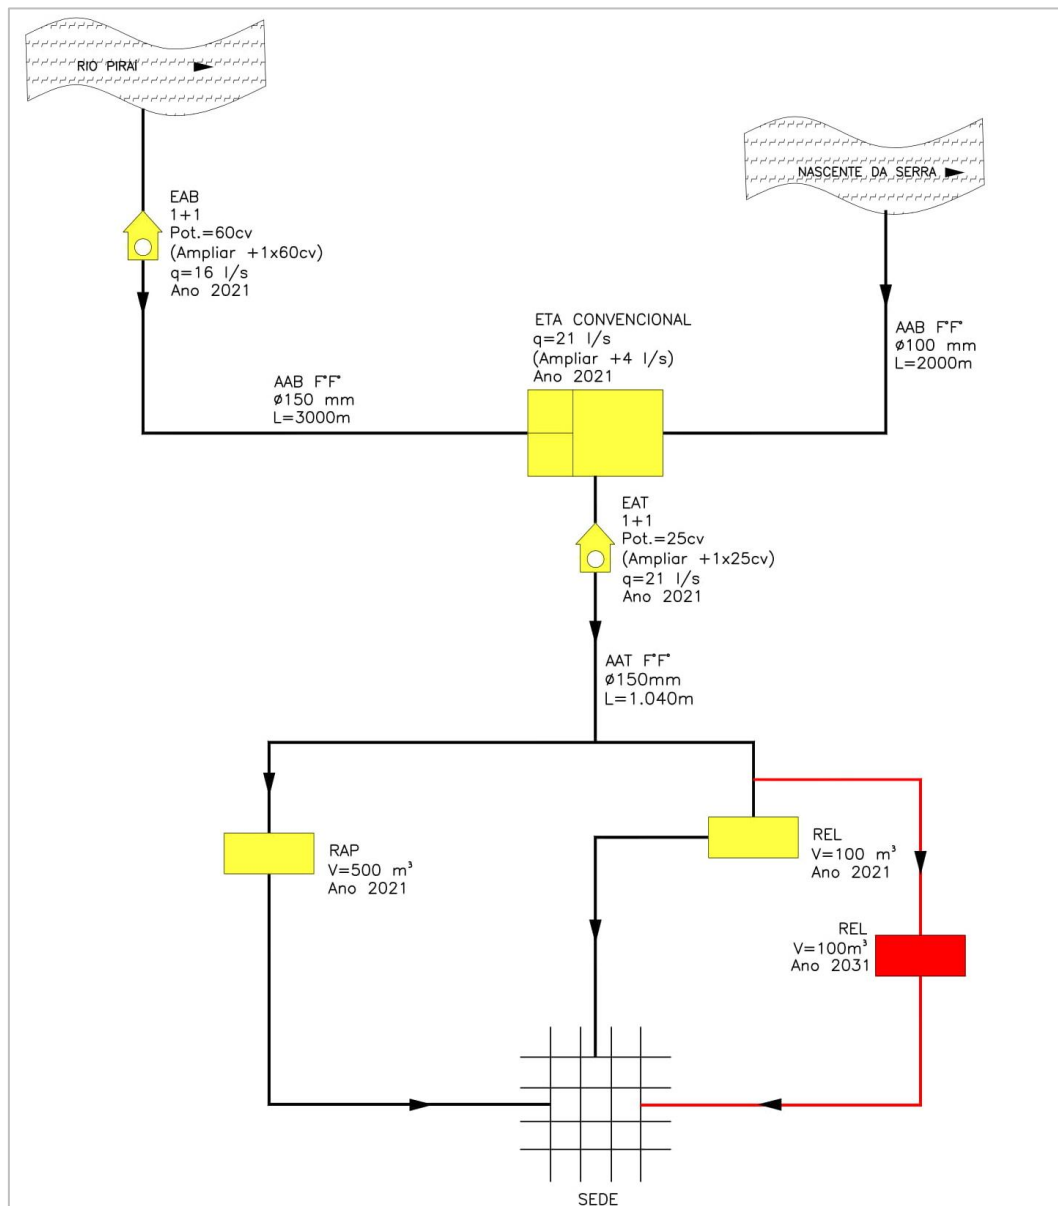 RIO PIRAÍ
NASCENTE DA SERRA
EAB
1+1
Pot.=60cv
(Ampliar +1x60cv)
q=16 l/s
Ano 2021
ETA CONVENCIONAL
q=21 l/s
(Ampliar +4 l/s)
Ano 2021
AAB F°F°
ø100 mm
L=2000m
AAB F°F°
ø150 mm
L=3000m
EAT
1+1
Pot.=25cv
(Ampliar +1x25cv)
q=21 l/s
Ano 2021
AAT F°F°
ø150mm
L=1.040m
RAP
V=500 m³
Ano 2021
REL
V=100 m³
Ano 2021
REL
V=100m³
Ano 2031
SEDE